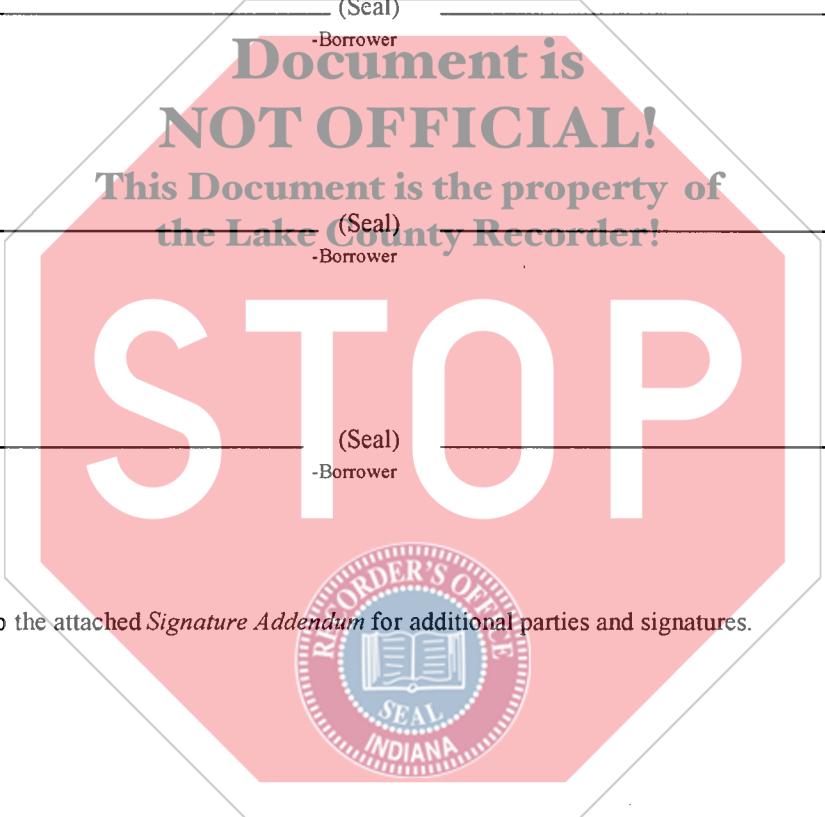 (Seal)
-Borrower
Document is
NOT OFFICIAL!
This Document is the property of
the Lake County Recorder!
(Seal)
-Borrower
STOP
(Seal)
-Borrower
the attached Signature Addendum for additional parties and signatures.
RECORDER'S OFFICE
SEAL
INDIANA